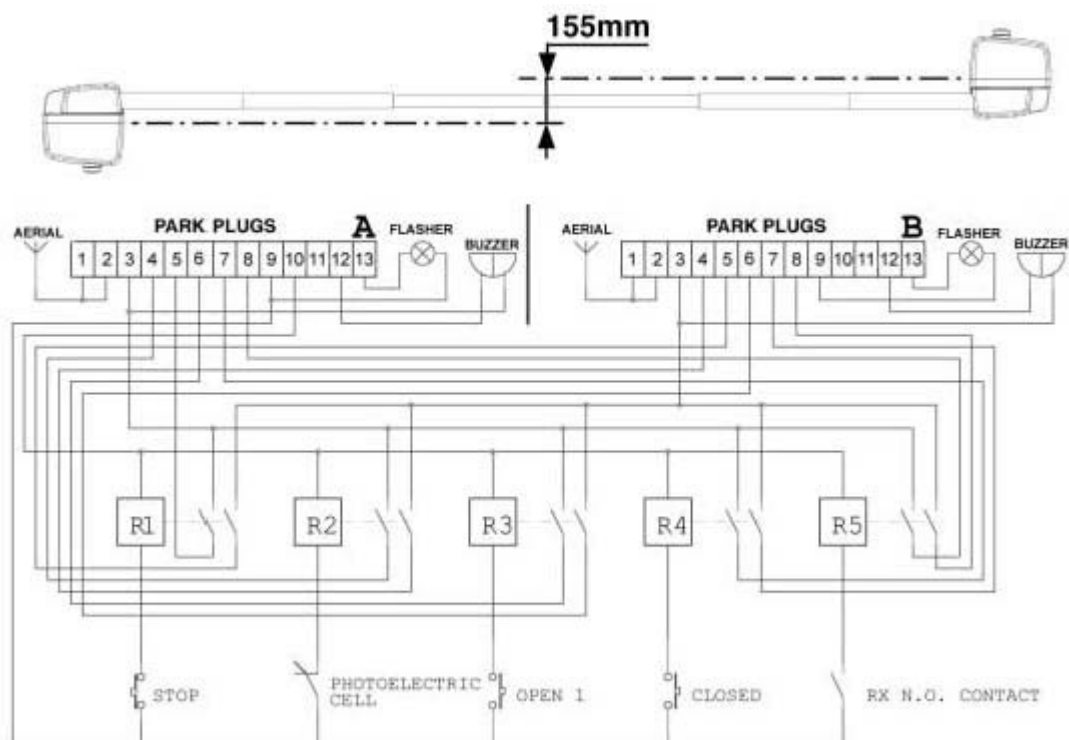 155mm
AERIAL
PARK PLUGS A
FLASHER
BUZZER
1 2 3 4 5 6 7 8 9 10 11 12 13
AERIAL
PARK PLUGS B
FLASHER
BUZZER
1 2 3 4 5 6 7 8 9 10 11 12 13
R1
R2
R3
R4
R5
STOP
PHOTOELECTRIC
CELL
OPEN 1
CLOSED
RX N.O. CONTACT